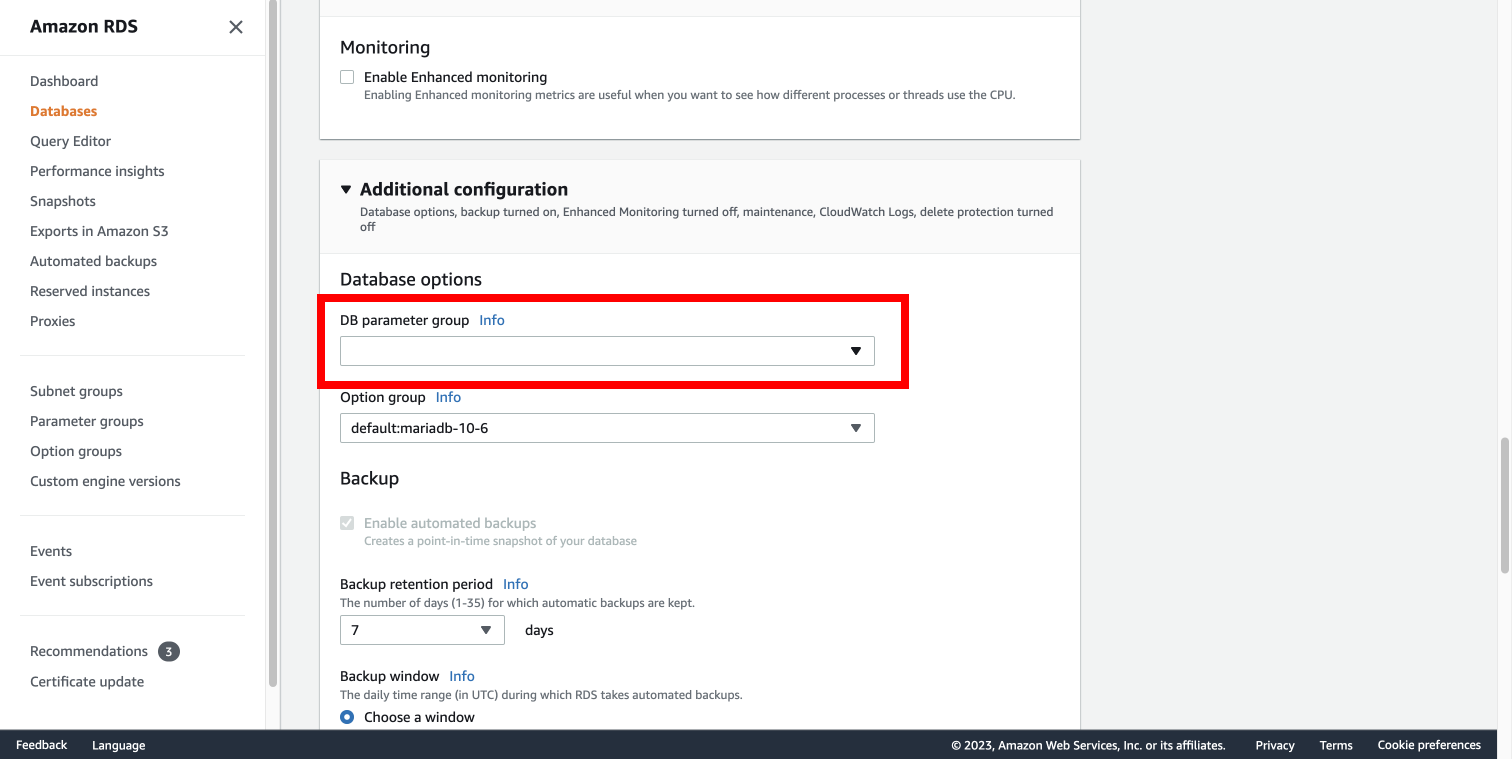 Amazon RDS
Dashboard
Databases
Query Editor
Performance insights
Snapshots
Exports in Amazon S3
Automated backups
Reserved instances
Proxies
Subnet groups
Parameter groups
Option groups
Custom engine versions
Events
Event subscriptions
Recommendations 3
Certificate update
Monitoring
Enable Enhanced monitoring
Enabling Enhanced monitoring metrics are useful when you want to see how different processes or threads use the CPU.
Additional configuration
Database options, backup turned on, Enhanced Monitoring turned off, maintenance, CloudWatch Logs, delete protection turned
off
Database options
DB parameter group Info
Option group Info
default:mariadb-10-6
Backup
Enable automated backups
Creates a point-in-time snapshot of your database
Backup retention period Info
The number of days (1-35) for which automatic backups are kept.
7 days
Backup window Info
The daily time range (in UTC) during which RDS takes automated backups.
Choose a window
Feedback Language © 2023, Amazon Web Services, Inc. or its affiliates. Privacy Terms Cookie preferences